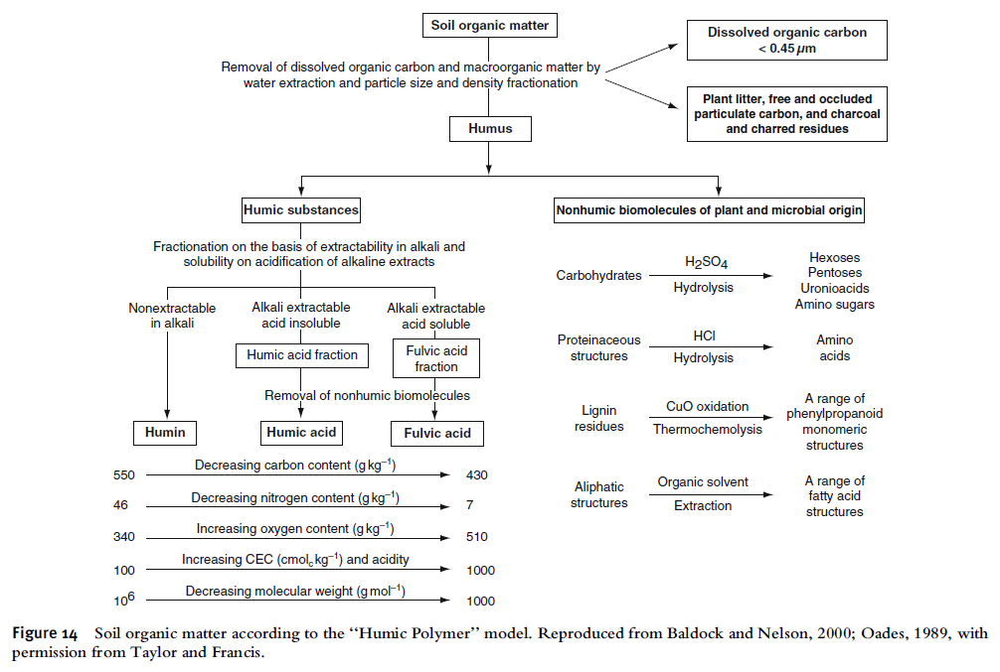 Soil organic matter
Dissolved organic carbon
< 0.45 μm
Removal of dissolved organic carbon and macroorganic matter by
water extraction and particle size and density fractionation
Plant litter, free and occluded
particulate carbon, and charcoal
and charred residues
Humus
Humic substances
Nonhumic biomolecules of plant and microbial origin
Fractionation on the basis of extractability in alkali and
solubility on acidification of alkaline extracts
Nonextractable
in alkali
Alkali extractable
acid insoluble
Alkali extractable
acid soluble
Humic acid fraction
Fulvic acid
fraction
Removal of nonhumic biomolecules
Humin
Humic acid
Fulvic acid
550 Decreasing carbon content (g kg⁻¹) 430
46 Decreasing nitrogen content (g kg⁻¹) 7
340 Increasing oxygen content (g kg⁻¹) 510
100 Increasing CEC (cmol꜀ kg⁻¹) and acidity 1000
10⁶ Decreasing molecular weight (g mol⁻¹) 1000
Carbohydrates
H₂SO₄
Hydrolysis
Hexoses
Pentoses
Uronioacids
Amino sugars
Proteinaceous
structures
HCl
Hydrolysis
Amino
acids
Lignin
residues
CuO oxidation
Thermochemolysis
A range of
phenylpropanoid
monomeric
structures
Aliphatic
structures
Organic solvent
Extraction
A range of
fatty acid
structures
Figure 14 Soil organic matter according to the ‘‘Humic Polymer’’ model. Reproduced from Baldock and Nelson, 2000; Oades, 1989, with
permission from Taylor and Francis.